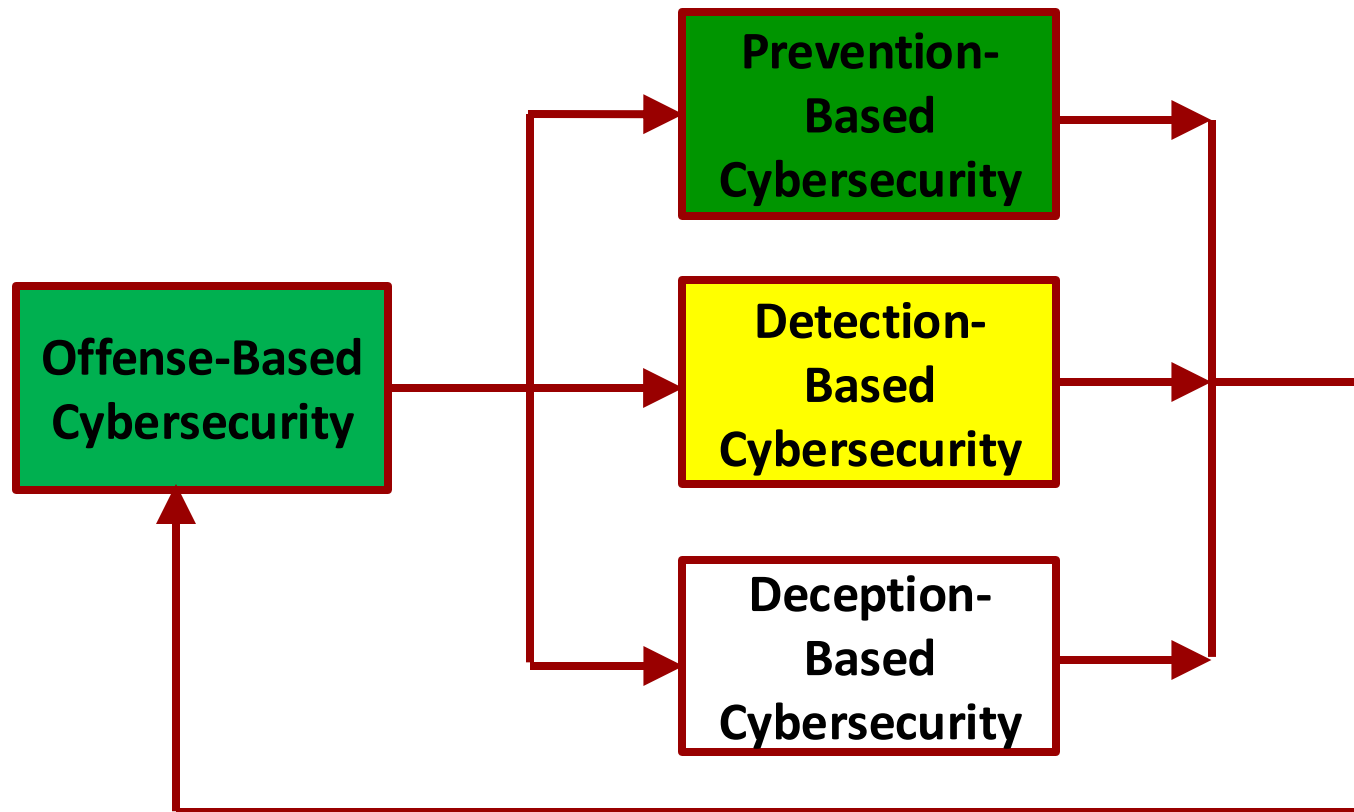 Prevention-
Based
Cybersecurity
Offense-Based
Cybersecurity
Detection-
Based
Cybersecurity
Deception-
Based
Cybersecurity